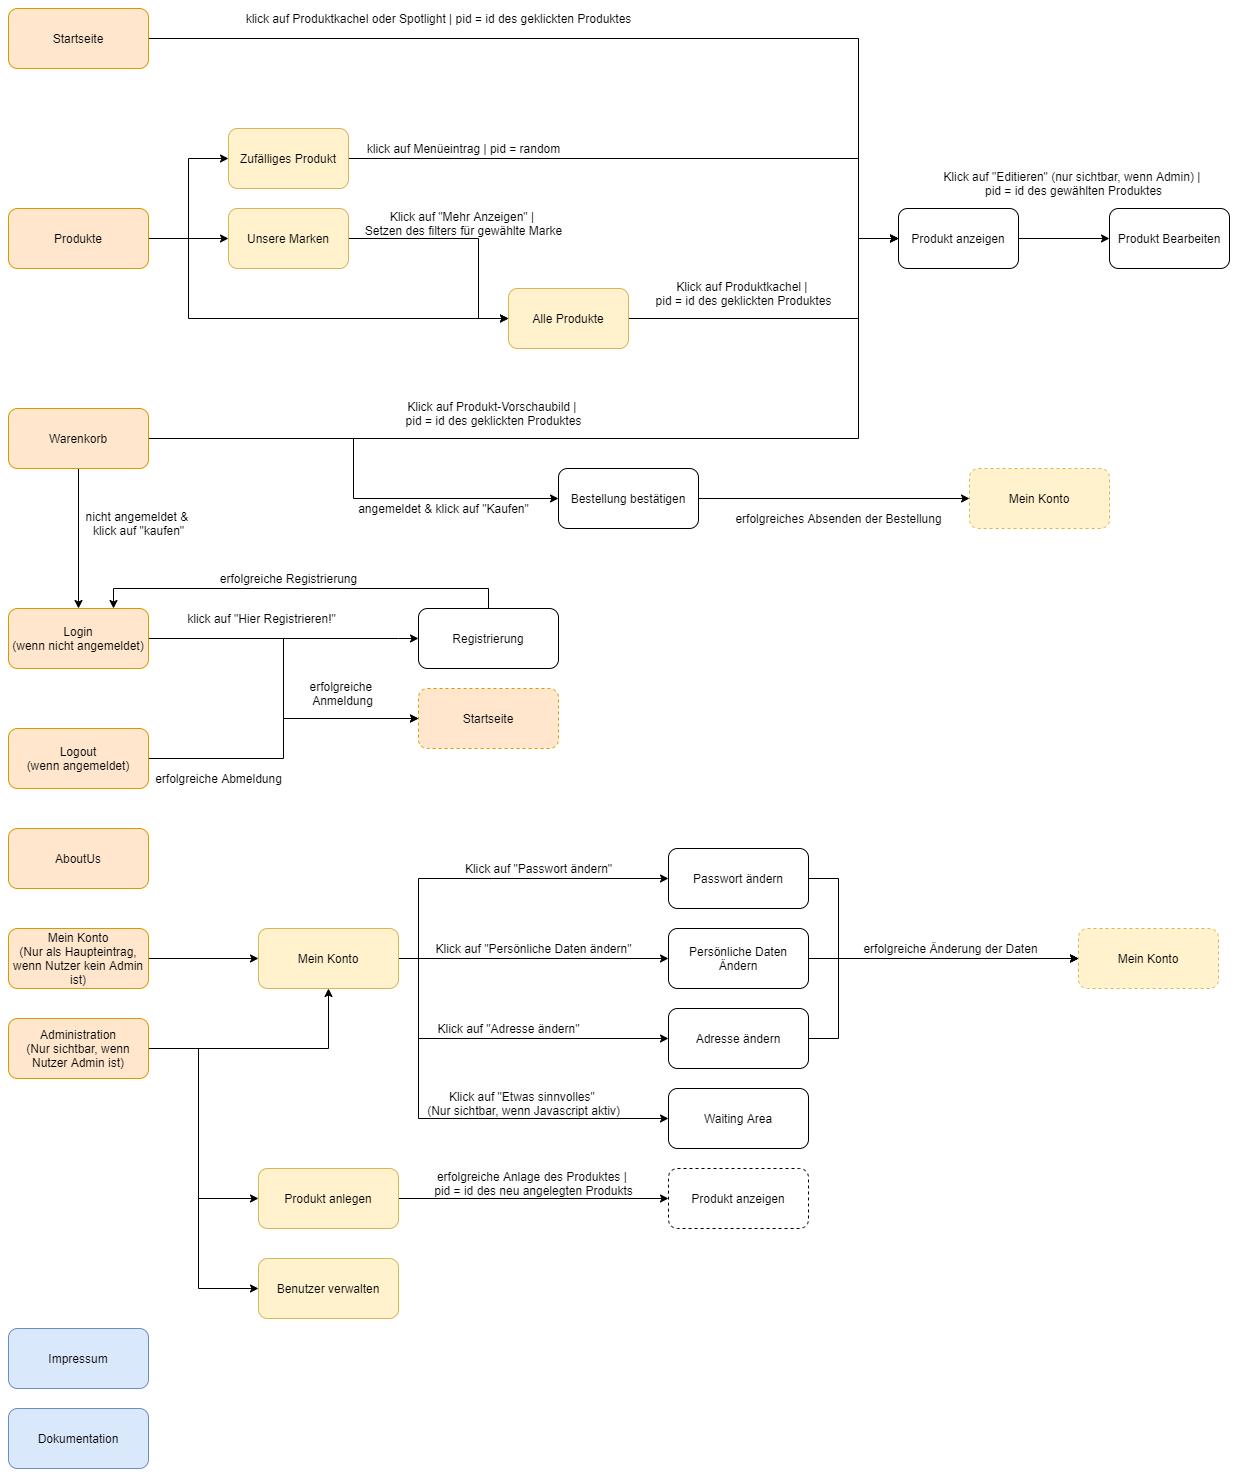 klick auf Produktkachel oder Spotlight | pid = id des geklickten Produktes
Startseite
Zufälliges Produkt
klick auf Menüeintrag | pid = random
Klick auf "Editieren" (nur sichtbar, wenn Admin) |
pid = id des gewählten Produktes
Produkte
Unsere Marken
Klick auf "Mehr Anzeigen" |
Setzen des filters für gewählte Marke
Produkt anzeigen
Produkt Bearbeiten
Alle Produkte
Klick auf Produktkachel |
pid = id des geklickten Produktes
Warenkorb
Klick auf Produkt-Vorschaubild |
pid = id des geklickten Produktes
Bestellung bestätigen
Mein Konto
angemeldet & klick auf "Kaufen"
erfolgreiches Absenden der Bestellung
nicht angemeldet &
klick auf "kaufen"
erfolgreiche Registrierung
Login
(wenn nicht angemeldet)
klick auf "Hier Registrieren!"
Registrierung
erfolgreiche
Anmeldung
Startseite
Logout
(wenn angemeldet)
erfolgreiche Abmeldung
AboutUs
Klick auf "Passwort ändern"
Passwort ändern
Mein Konto
(Nur als Haupteintrag,
wenn Nutzer kein Admin
ist)
Mein Konto
Klick auf "Persönliche Daten ändern"
Persönliche Daten
Ändern
erfolgreiche Änderung der Daten
Mein Konto
Administration
(Nur sichtbar, wenn
Nutzer Admin ist)
Klick auf "Adresse ändern"
Adresse ändern
Klick auf "Etwas sinnvolles"
(Nur sichtbar, wenn Javascript aktiv)
Waiting Area
Produkt anlegen
erfolgreiche Anlage des Produktes |
pid = id des neu angelegten Produkts
Produkt anzeigen
Benutzer verwalten
Impressum
Dokumentation